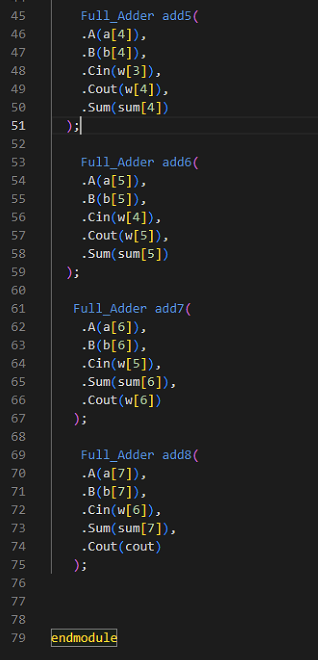 45 Full_Adder add5(
46 .A(a[4]),
47 .B(b[4]),
48 .Cin(w[3]),
49 .Cout(w[4]),
50 .Sum(sum[4])
51 );
52
53 Full_Adder add6(
54 .A(a[5]),
55 .B(b[5]),
56 .Cin(w[4]),
57 .Cout(w[5]),
58 .Sum(sum[5])
59 );
60
61 Full_Adder add7(
62 .A(a[6]),
63 .B(b[6]),
64 .Cin(w[5]),
65 .Sum(sum[6]),
66 .Cout(w[6])
67 );
68
69 Full_Adder add8(
70 .A(a[7]),
71 .B(b[7]),
72 .Cin(w[6]),
73 .Sum(sum[7]),
74 .Cout(cout)
75 );
76
77
78
79 endmodule